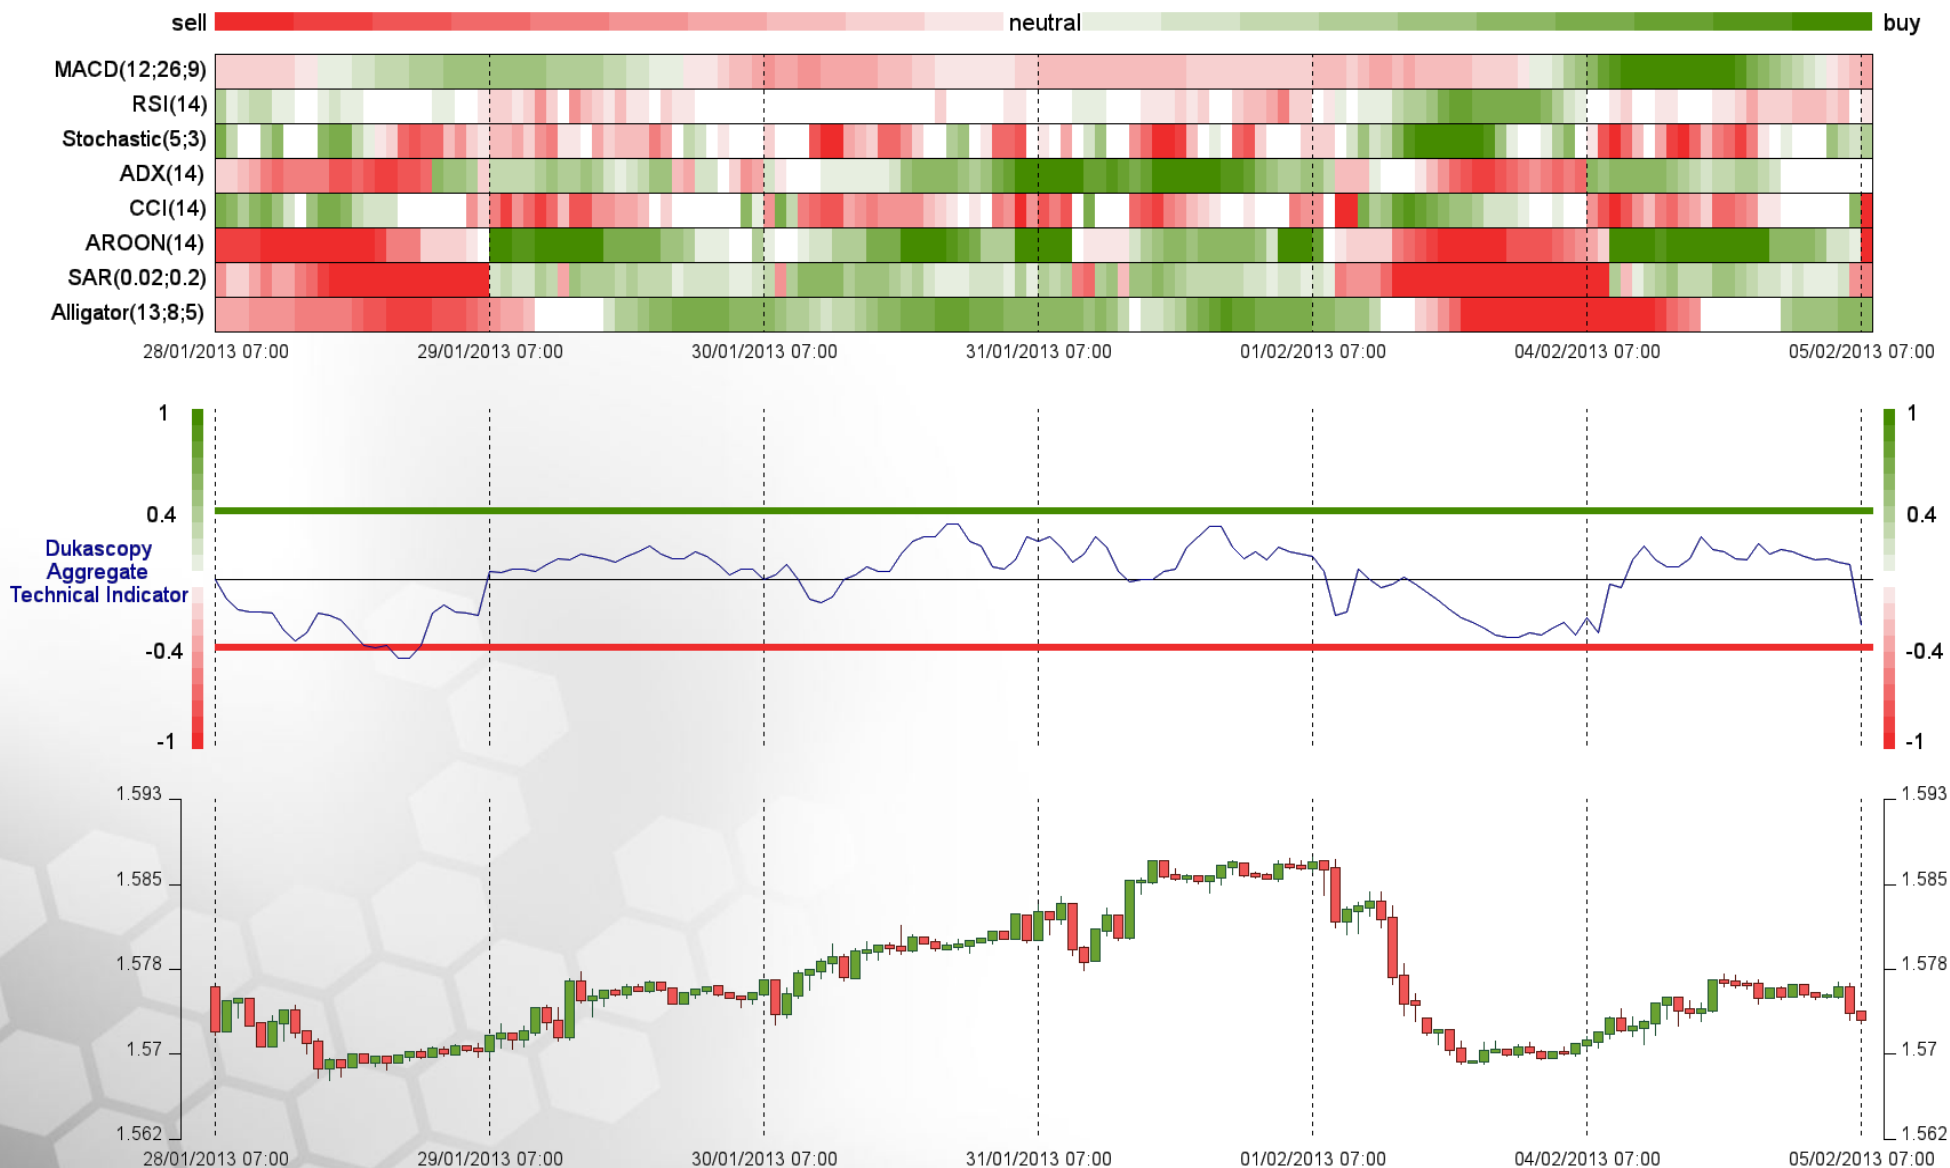 sell neutral buy
MACD(12;26;9)
RSI(14)
Stochastic(5;3)
ADX(14)
CCI(14)
AROON(14)
SAR(0.02;0.2)
Alligator(13;8;5)
28/01/2013 07:00 29/01/2013 07:00 30/01/2013 07:00 31/01/2013 07:00 01/02/2013 07:00 04/02/2013 07:00 05/02/2013 07:00
1 1
0.4 0.4
Dukascopy
Aggregate
Technical Indicator
-0.4 -0.4
-1 -1
1.593 1.593
1.585 1.585
1.578 1.578
1.57 1.57
1.562 1.562
28/01/2013 07:00 29/01/2013 07:00 30/01/2013 07:00 31/01/2013 07:00 01/02/2013 07:00 04/02/2013 07:00 05/02/2013 07:00